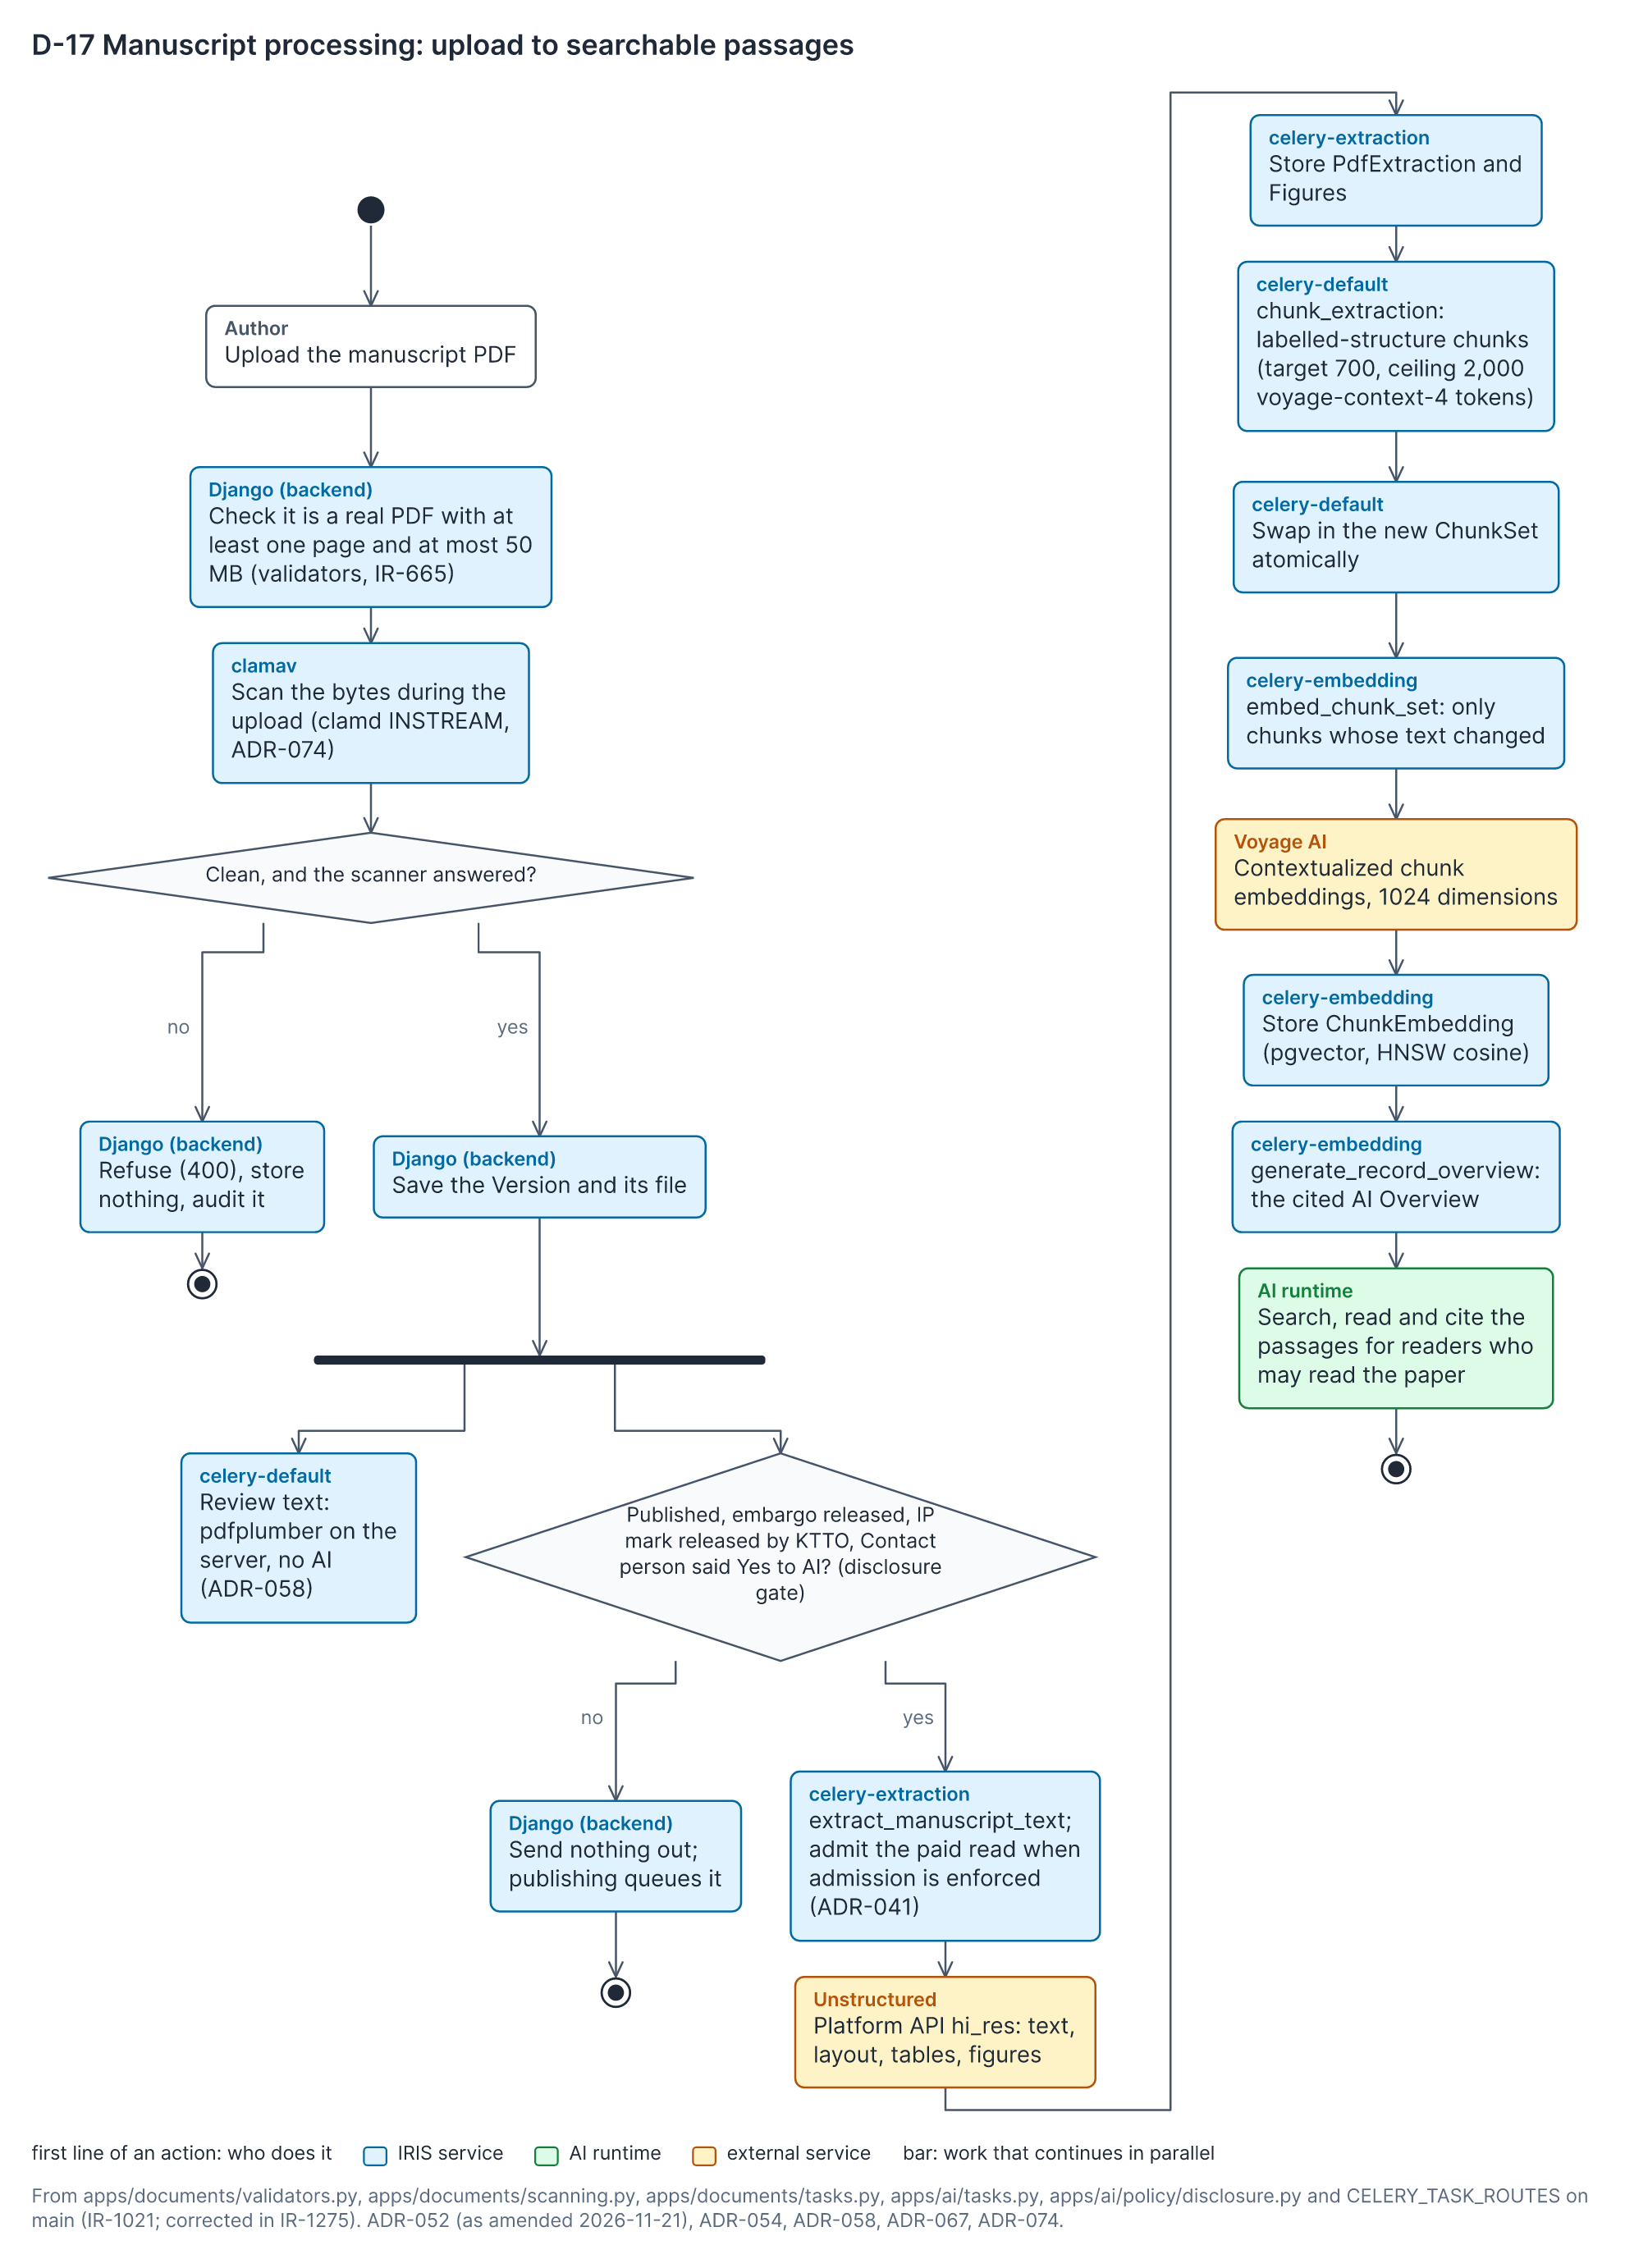 D-17 Manuscript processing: upload to searchable passages
Author
Upload the manuscript PDF
Django (backend)
Check it is a real PDF with at
least one page and at most 50
MB (validators, IR-665)
clamav
Scan the bytes during the
upload (clamd INSTREAM,
ADR-074)
Clean, and the scanner answered?
no
yes
Django (backend)
Refuse (400), store
nothing, audit it
Django (backend)
Save the Version and its file
celery-default
Review text:
pdfplumber on the
server, no AI
(ADR-058)
Published, embargo released, IP
mark released by KTTO, Contact
person said Yes to AI? (disclosure
gate)
no
yes
Django (backend)
Send nothing out;
publishing queues it
celery-extraction
extract_manuscript_text;
admit the paid read when
admission is enforced
(ADR-041)
Unstructured
Platform API hi_res: text,
layout, tables, figures
celery-extraction
Store PdfExtraction and
Figures
celery-default
chunk_extraction:
labelled-structure chunks
(target 700, ceiling 2,000
voyage-context-4 tokens)
celery-default
Swap in the new ChunkSet
atomically
celery-embedding
embed_chunk_set: only
chunks whose text changed
Voyage AI
Contextualized chunk
embeddings, 1024 dimensions
celery-embedding
Store ChunkEmbedding
(pgvector, HNSW cosine)
celery-embedding
generate_record_overview:
the cited AI Overview
AI runtime
Search, read and cite the
passages for readers who
may read the paper
first line of an action: who does it
IRIS service
AI runtime
external service
bar: work that continues in parallel
From apps/documents/validators.py, apps/documents/scanning.py, apps/documents/tasks.py, apps/ai/tasks.py, apps/ai/policy/disclosure.py and CELERY_TASK_ROUTES on
main (IR-1021; corrected in IR-1275). ADR-052 (as amended 2026-11-21), ADR-054, ADR-058, ADR-067, ADR-074.